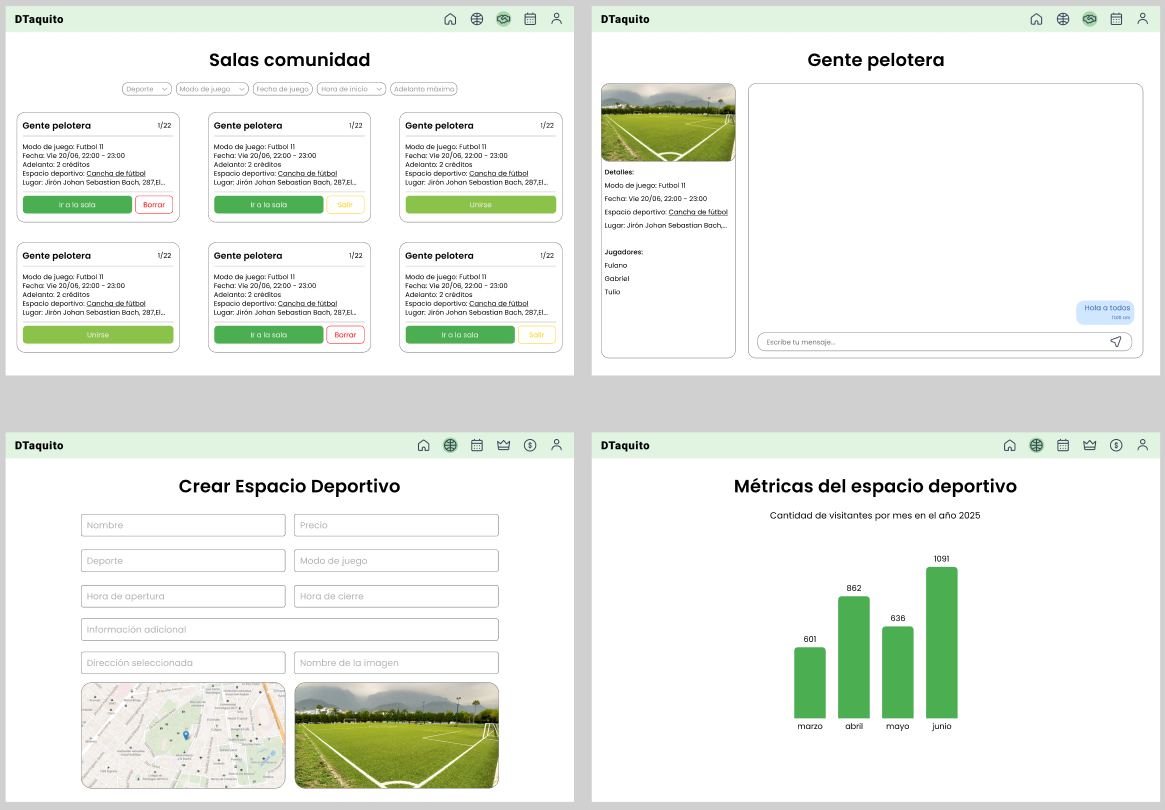 DTaquito
Salas comunidad
Deporte
Modo de juego
Fecha de juego
Hora de inicio
Adelanto máximo
Gente pelotera
1/22
Modo de juego: Futbol 11
Fecha: Vie 20/06, 22:00 - 23:00
Adelanto: 2 créditos
Espacio deportivo: Cancha de fútbol
Lugar: Jirón Johan Sebastian Bach, 287,El...
Ir a la sala
Borrar
Gente pelotera
1/22
Modo de juego: Futbol 11
Fecha: Vie 20/06, 22:00 - 23:00
Adelanto: 2 créditos
Espacio deportivo: Cancha de fútbol
Lugar: Jirón Johan Sebastian Bach, 287,El...
Ir a la sala
Salir
Gente pelotera
1/22
Modo de juego: Futbol 11
Fecha: Vie 20/06, 22:00 - 23:00
Adelanto: 2 créditos
Espacio deportivo: Cancha de fútbol
Lugar: Jirón Johan Sebastian Bach, 287,El...
Unirse
Gente pelotera
1/22
Modo de juego: Futbol 11
Fecha: Vie 20/06, 22:00 - 23:00
Adelanto: 2 créditos
Espacio deportivo: Cancha de fútbol
Lugar: Jirón Johan Sebastian Bach, 287,El...
Unirse
Gente pelotera
1/22
Modo de juego: Futbol 11
Fecha: Vie 20/06, 22:00 - 23:00
Adelanto: 2 créditos
Espacio deportivo: Cancha de fútbol
Lugar: Jirón Johan Sebastian Bach, 287,El...
Ir a la sala
Borrar
Gente pelotera
1/22
Modo de juego: Futbol 11
Fecha: Vie 20/06, 22:00 - 23:00
Adelanto: 2 créditos
Espacio deportivo: Cancha de fútbol
Lugar: Jirón Johan Sebastian Bach, 287,El...
Ir a la sala
Salir
DTaquito
Gente pelotera
Detalles:
Modo de juego: Futbol 11
Fecha: Vie 20/06, 22:00 - 23:00
Espacio deportivo: Cancha de fútbol
Lugar: Jirón Johan Sebastian Bach,...
Jugadores:
Fulano
Gabriel
Tulio
Hola a todos
Escribe tu mensaje...
DTaquito
Crear Espacio Deportivo
Nombre
Precio
Deporte
Modo de juego
Hora de apertura
Hora de cierre
Información adicional
Dirección seleccionada
Nombre de la imagen
DTaquito
Métricas del espacio deportivo
Cantidad de visitantes por mes en el año 2025
1091
862
636
601
marzo
abril
mayo
junio